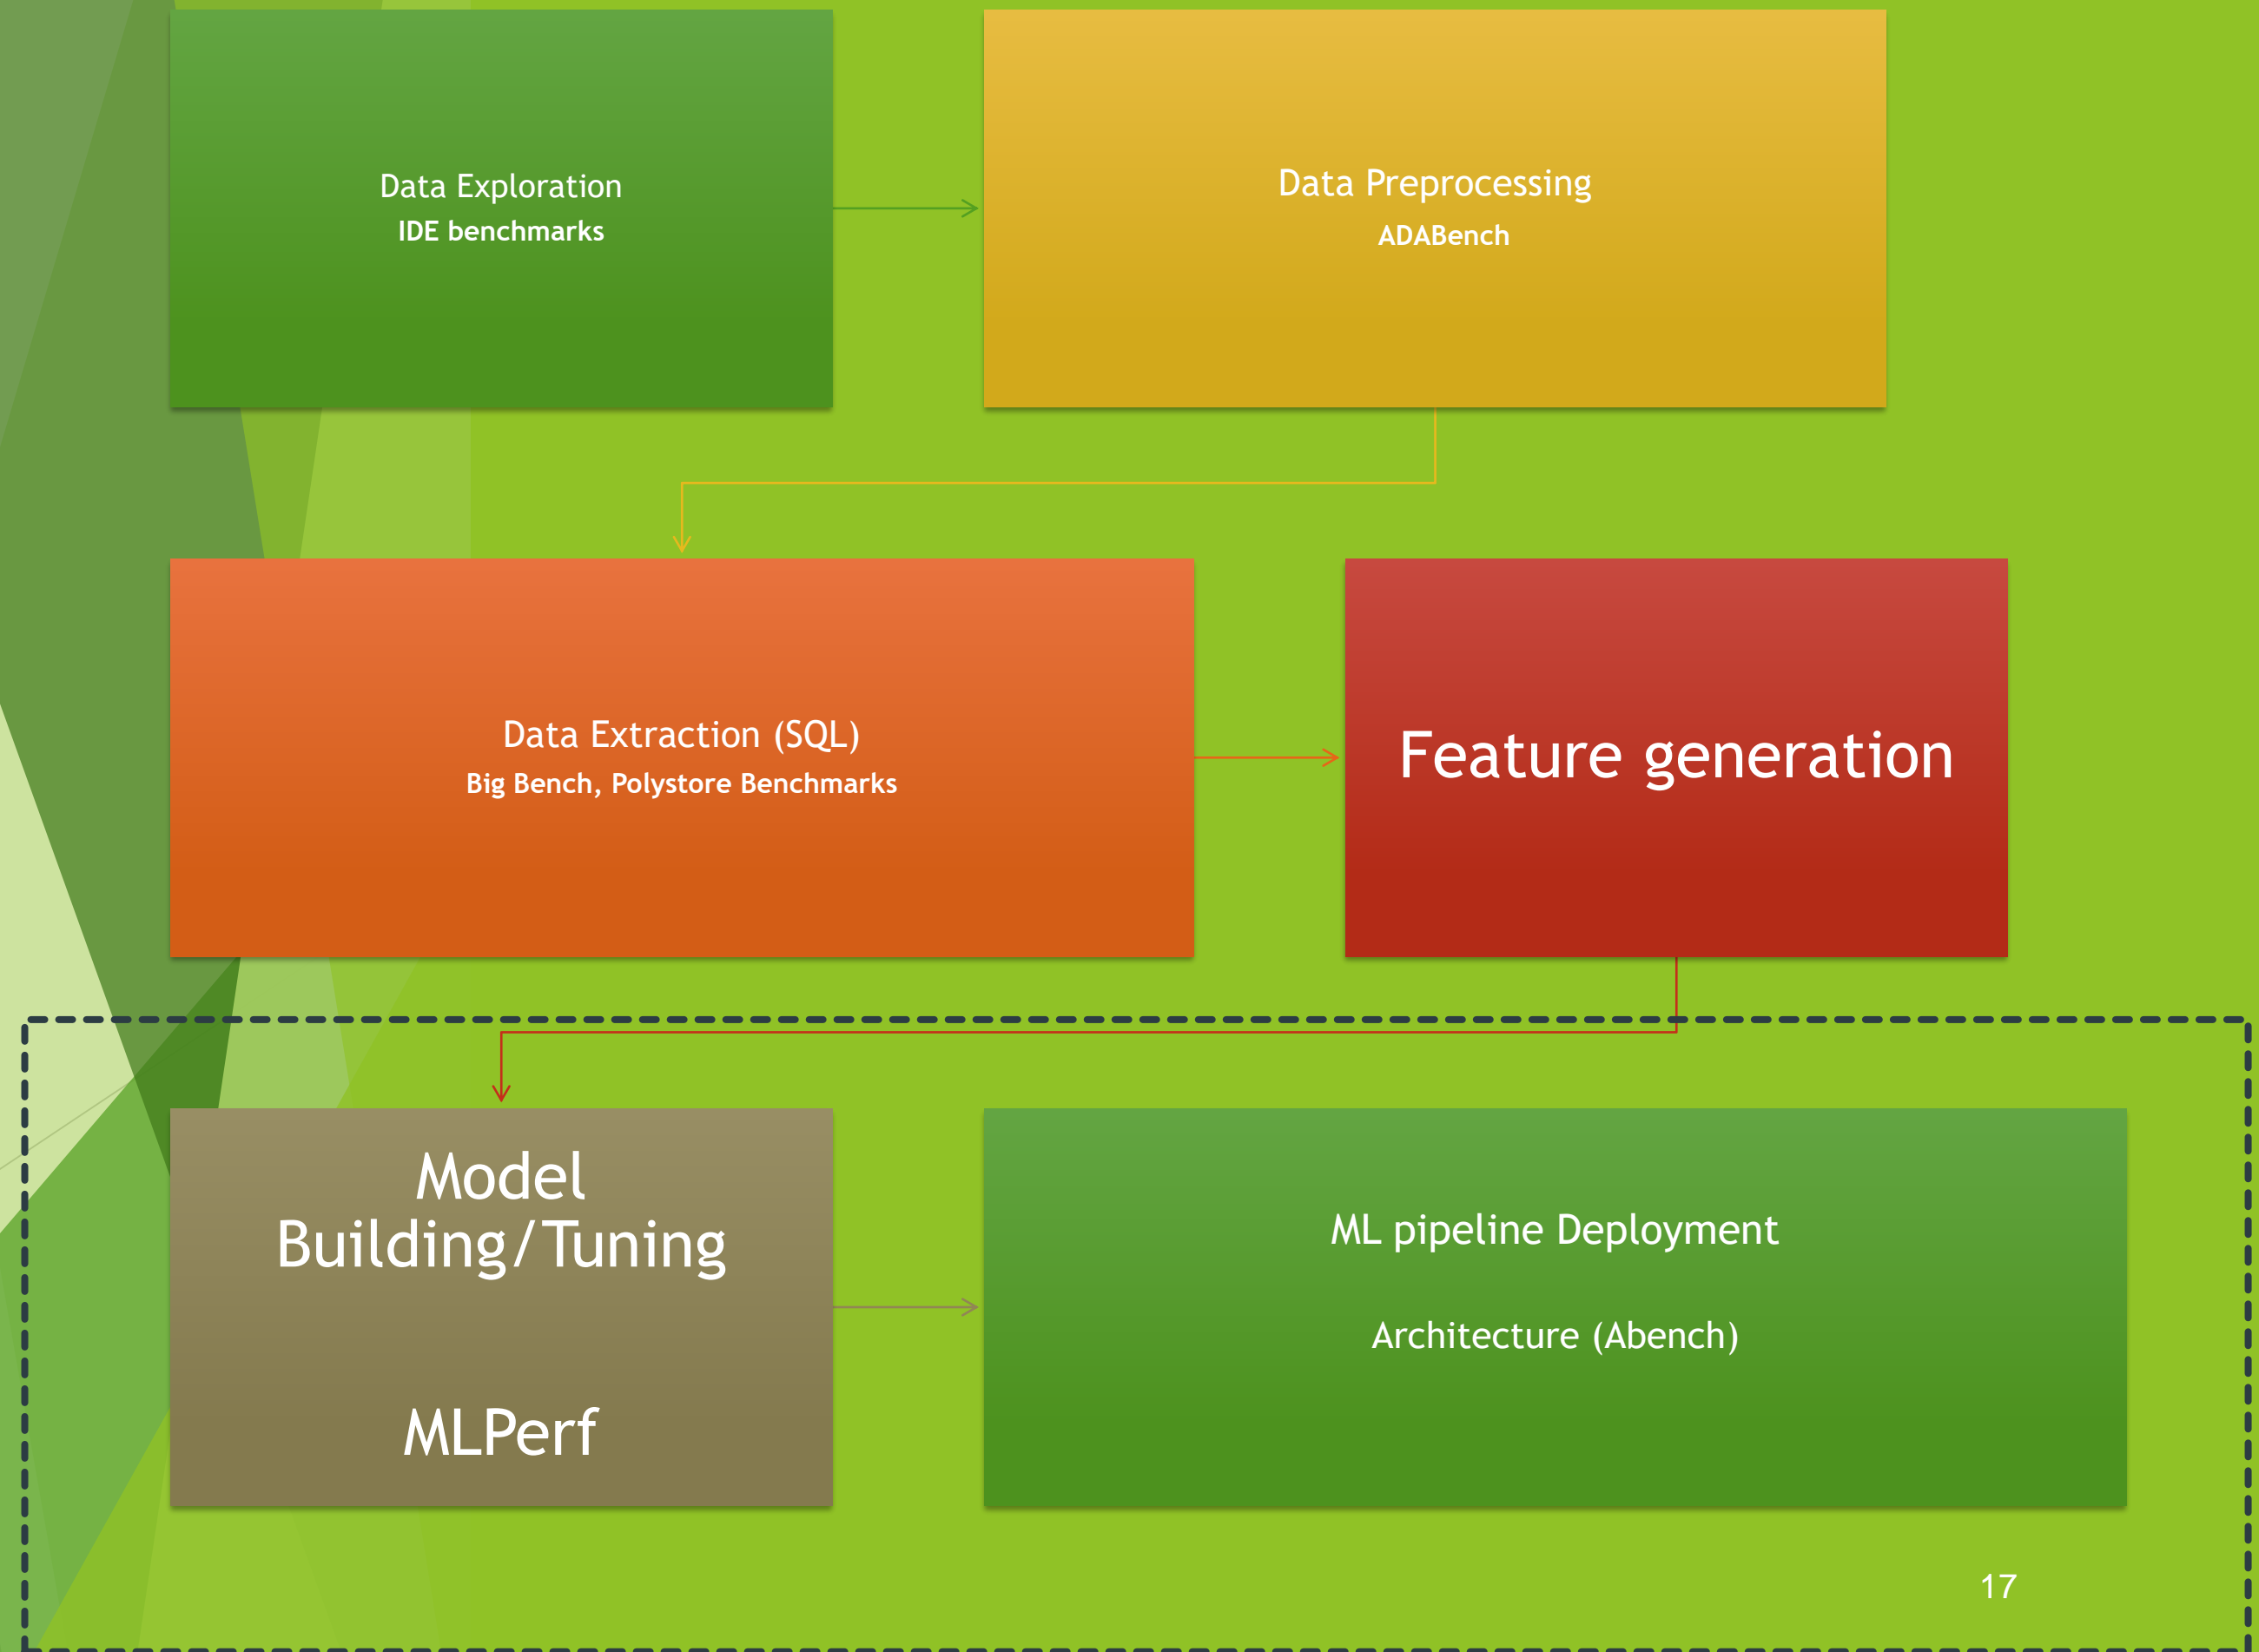 Data Exploration
IDE benchmarks
Data Preprocessing
ADABench
Data Extraction (SQL)
Big Bench, Polystore Benchmarks
Feature generation
Model
Building/Tuning
MLPerf
ML pipeline Deployment
Architecture (Abench)
17